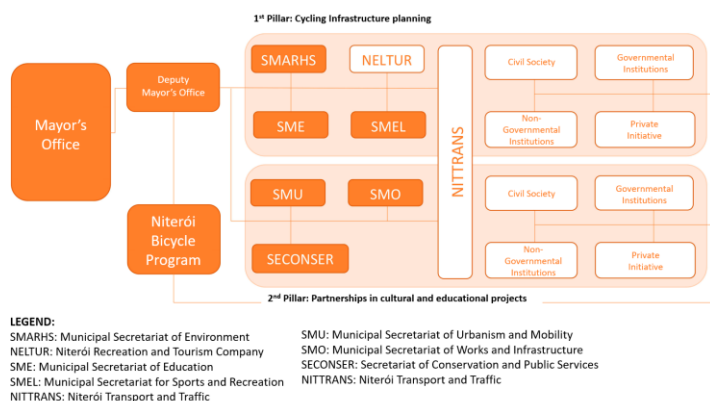 1st Pillar: Cycling Infrastructure planning
Mayor's
Office
Deputy
Mayor's Office
Niterói
Bicycle
Program
SMARHS
NELTUR
SME
SMEL
NITTRANS
Civil Society
Governmental
Institutions
Non-
Governmental
Institutions
Private
Initiative
SMU
SMO
SECONSER
Civil Society
Governmental
Institutions
Non-
Governmental
Institutions
Private
Initiative
2nd Pillar: Partnerships in cultural and educational projects
LEGEND:
SMARHS: Municipal Secretariat of Environment
NELTUR: Niterói Recreation and Tourism Company
SME: Municipal Secretariat of Education
SMEL: Municipal Secretariat for Sports and Recreation
NITTRANS: Niterói Transport and Traffic
SMU: Municipal Secretariat of Urbanism and Mobility
SMO: Municipal Secretariat of Works and Infrastructure
SECONSER: Secretariat of Conservation and Public Services
NITTRANS: Niterói Transport and Traffic